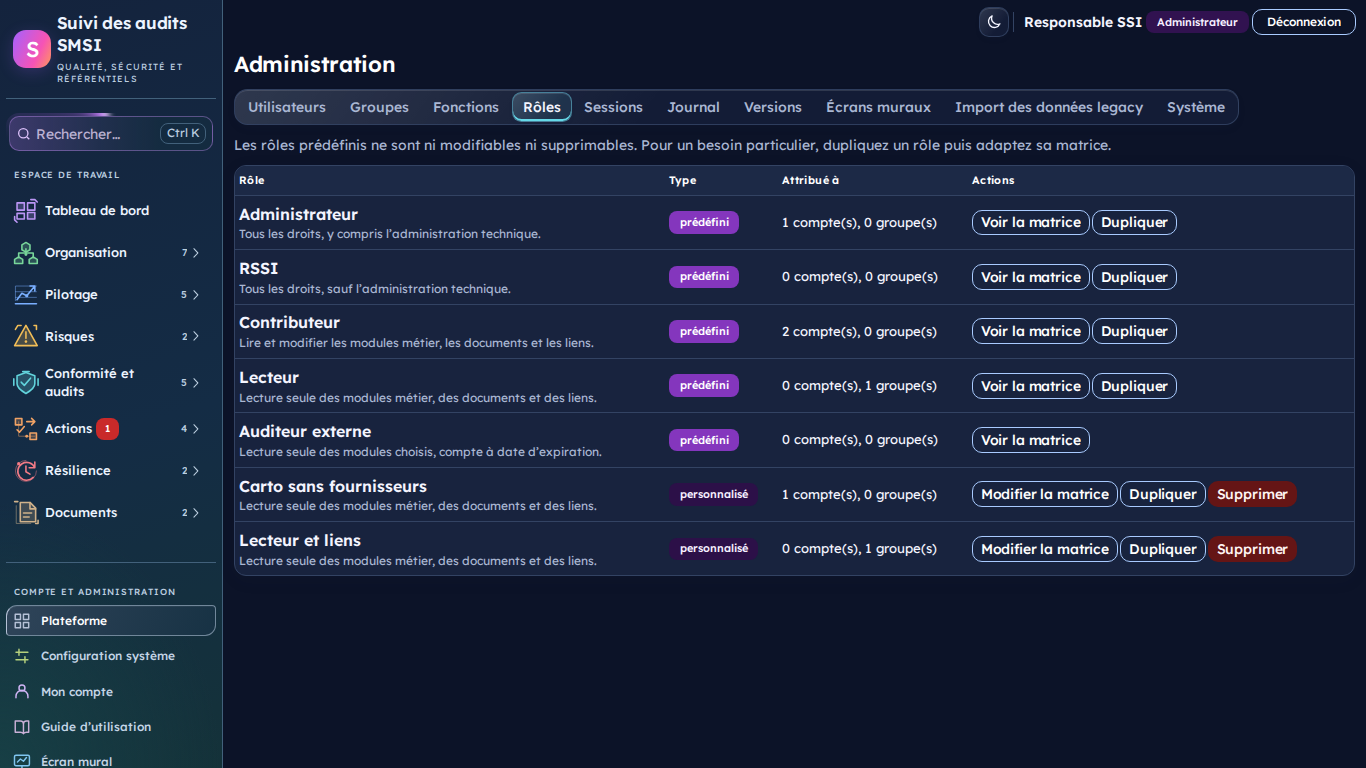 S
Suivi des audits
SMSI
QUALITÉ, SÉCURITÉ ET
RÉFÉRENTIELS
Rechercher… Ctrl K
ESPACE DE TRAVAIL
Tableau de bord
Organisation 7
Pilotage 5
Risques 2
Conformité et
audits 5
Actions 1 4
Résilience 2
Documents 2
COMPTE ET ADMINISTRATION
Plateforme
Configuration système
Mon compte
Guide d’utilisation
Écran mural
Responsable SSI Administrateur Déconnexion
Administration
Utilisateurs Groupes Fonctions Rôles Sessions Journal Versions Écrans muraux Import des données legacy Système
Les rôles prédéfinis ne sont ni modifiables ni supprimables. Pour un besoin particulier, dupliquez un rôle puis adaptez sa matrice.
Rôle Type Attribué à Actions
Administrateur
Tous les droits, y compris l’administration technique.
prédéfini 1 compte(s), 0 groupe(s) Voir la matrice Dupliquer
RSSI
Tous les droits, sauf l’administration technique.
prédéfini 0 compte(s), 0 groupe(s) Voir la matrice Dupliquer
Contributeur
Lire et modifier les modules métier, les documents et les liens.
prédéfini 2 compte(s), 0 groupe(s) Voir la matrice Dupliquer
Lecteur
Lecture seule des modules métier, des documents et des liens.
prédéfini 0 compte(s), 1 groupe(s) Voir la matrice Dupliquer
Auditeur externe
Lecture seule des modules choisis, compte à date d’expiration.
prédéfini 0 compte(s), 0 groupe(s) Voir la matrice
Carto sans fournisseurs
Lecture seule des modules métier, des documents et des liens.
personnalisé 1 compte(s), 0 groupe(s) Modifier la matrice Dupliquer Supprimer
Lecteur et liens
Lecture seule des modules métier, des documents et des liens.
personnalisé 0 compte(s), 1 groupe(s) Modifier la matrice Dupliquer Supprimer